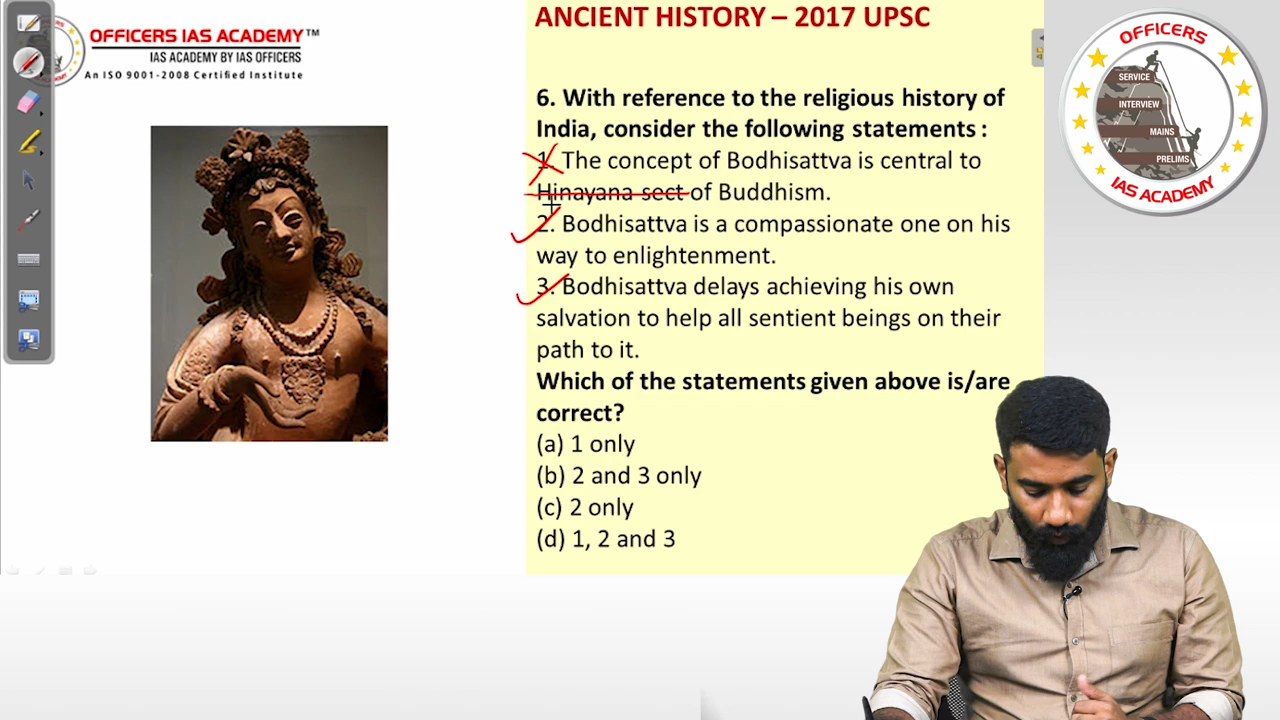 OFFICERS IAS ACADEMY™
IAS ACADEMY BY IAS OFFICERS
An ISO 9001-2008 Certified Institute
ANCIENT HISTORY – 2017 UPSC
6. With reference to the religious history of
India, consider the following statements :
1. The concept of Bodhisattva is central to
Hinayana sect of Buddhism.
2. Bodhisattva is a compassionate one on his
way to enlightenment.
3. Bodhisattva delays achieving his own
salvation to help all sentient beings on their
path to it.
Which of the statements given above is/are
correct?
(a) 1 only
(b) 2 and 3 only
(c) 2 only
(d) 1, 2 and 3
OFFICERS
SERVICE
INTERVIEW
MAINS
PRELIMS
IAS ACADEMY